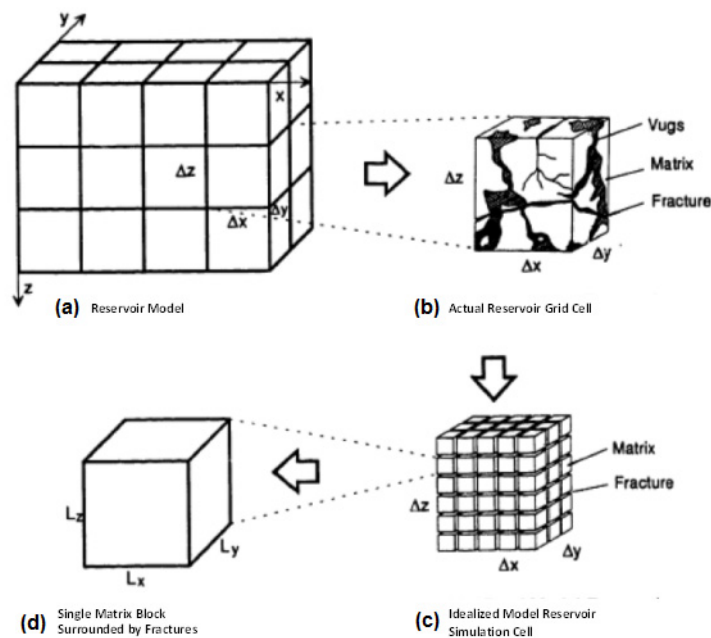 y
x
Δz
Δy
Δx
z
(a) Reservoir Model
Vugs
Matrix
Fracture
Δz
Δx
Δy
(b) Actual Reservoir Grid Cell
Lz
Ly
Lx
(d) Single Matrix Block
Surrounded by Fractures
Matrix
Fracture
Δz
Δx
Δy
(c) Idealized Model Reservoir
Simulation Cell